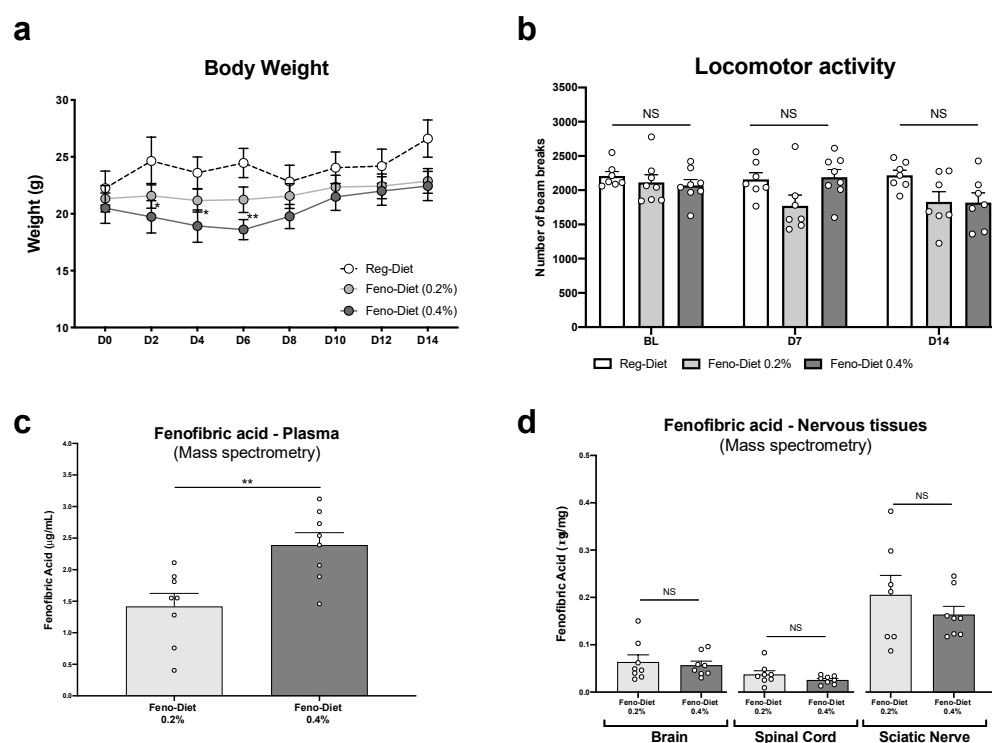 a
Body Weight
Weight (g)
30
25
20
15
10
*
*
**
Reg-Diet
Feno-Diet (0.2%)
Feno-Diet (0.4%)
D0 D2 D4 D6 D8 D10 D12 D14
b
Locomotor activity
Number of beam breaks
3500
3000
2500
2000
1500
1000
500
0
NS NS NS
BL D7 D14
Reg-Diet Feno-Diet 0.2% Feno-Diet 0.4%
c
Fenofibric acid - Plasma
(Mass spectrometry)
Fenofibric Acid (µg/mL)
4.0
3.5
3.0
2.5
2.0
1.5
1.0
0.5
0.0
**
Feno-Diet Feno-Diet
0.2% 0.4%
d
Fenofibric acid - Nervous tissues
(Mass spectrometry)
Fenofibric Acid (g/mg)
0.5
0.4
0.3
0.2
0.1
0.0
NS NS NS
Feno-Diet Feno-Diet Feno-Diet Feno-Diet Feno-Diet Feno-Diet
0.2% 0.4% 0.2% 0.4% 0.2% 0.4%
Brain Spinal Cord Sciatic Nerve